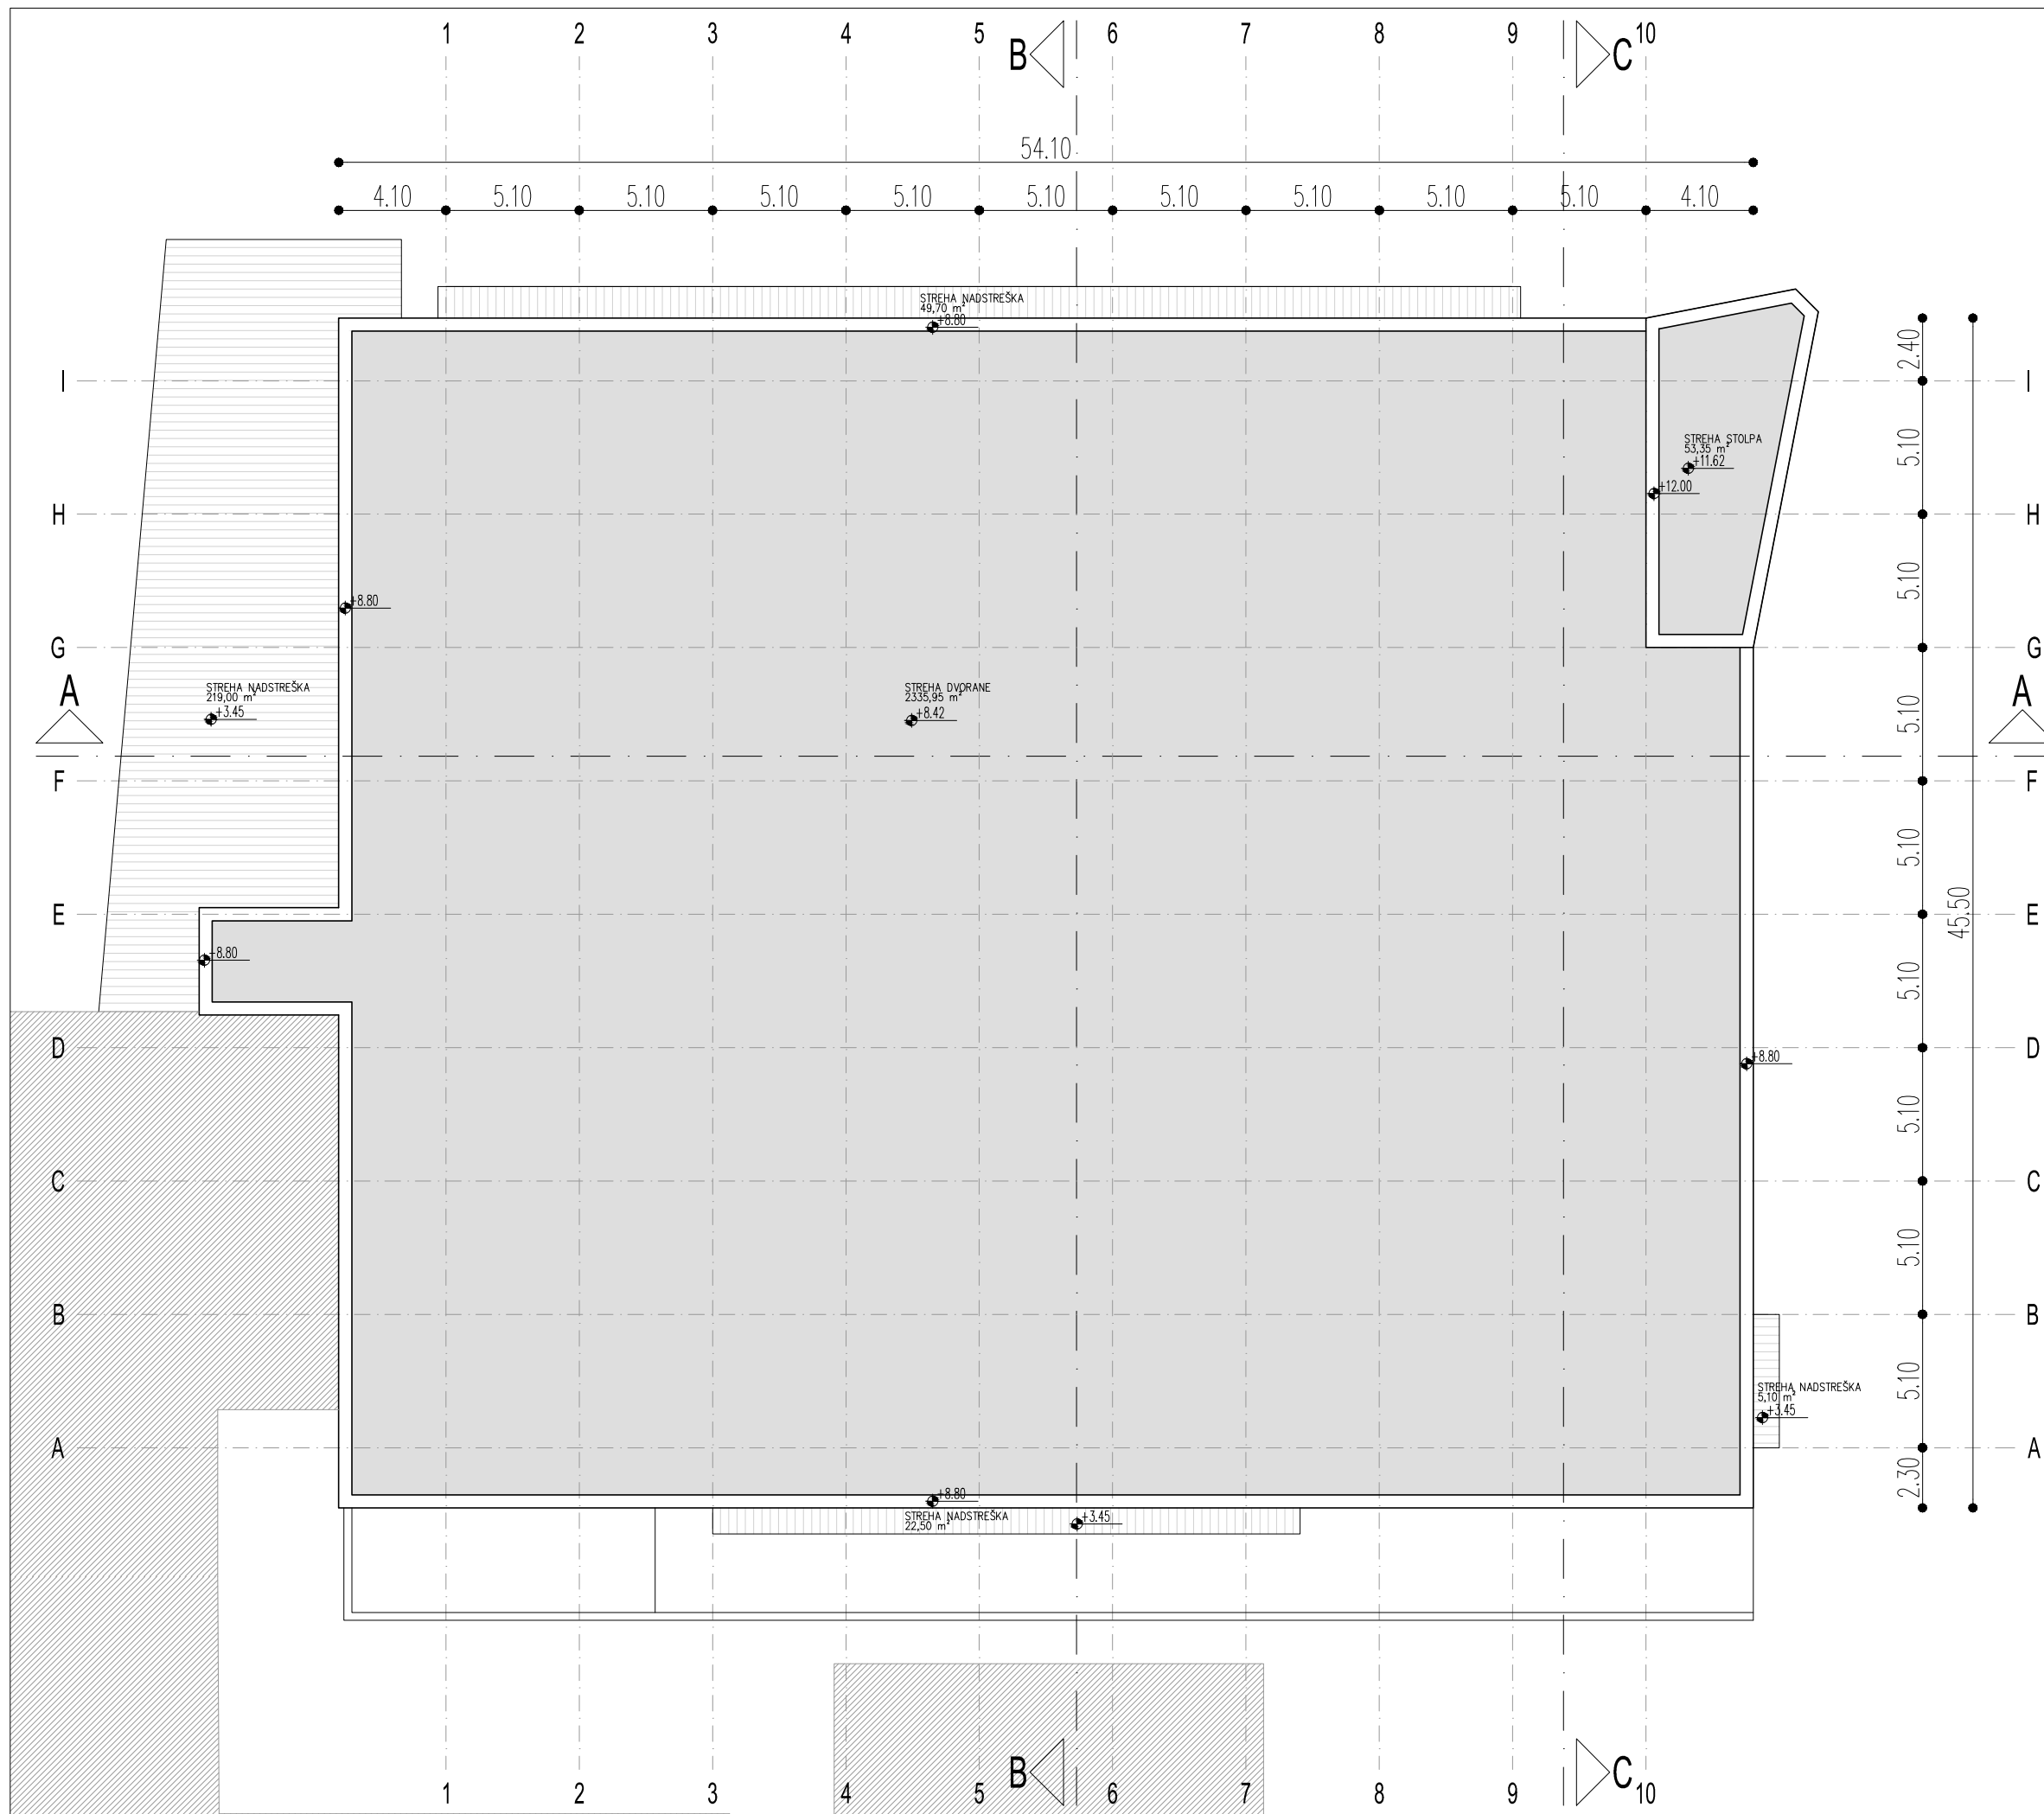 1 2 3 4 5 6 7 8 9 10
B C
54.10
4.10 5.10 5.10 5.10 5.10 5.10 5.10 5.10 5.10 5.10 4.10
STREHA NADSTREŠKA
49,70 m²
+8.80
2.40
I I
STREHA STOLPA
53,35 m²
+11.62
5.10
+12.00
H H
5.10
+8.80
G G
STREHA NADSTREŠKA
219,00 m²
+3.45
STREHA DVORANE
2335,95 m²
+8.42
A A
5.10
F F
5.10
E E
45.50
+8.80
5.10
D D
+8.80
5.10
C C
5.10
B B
5.10
STREHA NADSTREŠKA
5,10 m²
+3.45
A A
2.30
+8.80
STREHA NADSTREŠKA
22,50 m²
+3.45
B C
1 2 3 4 5 6 7 8 9 10